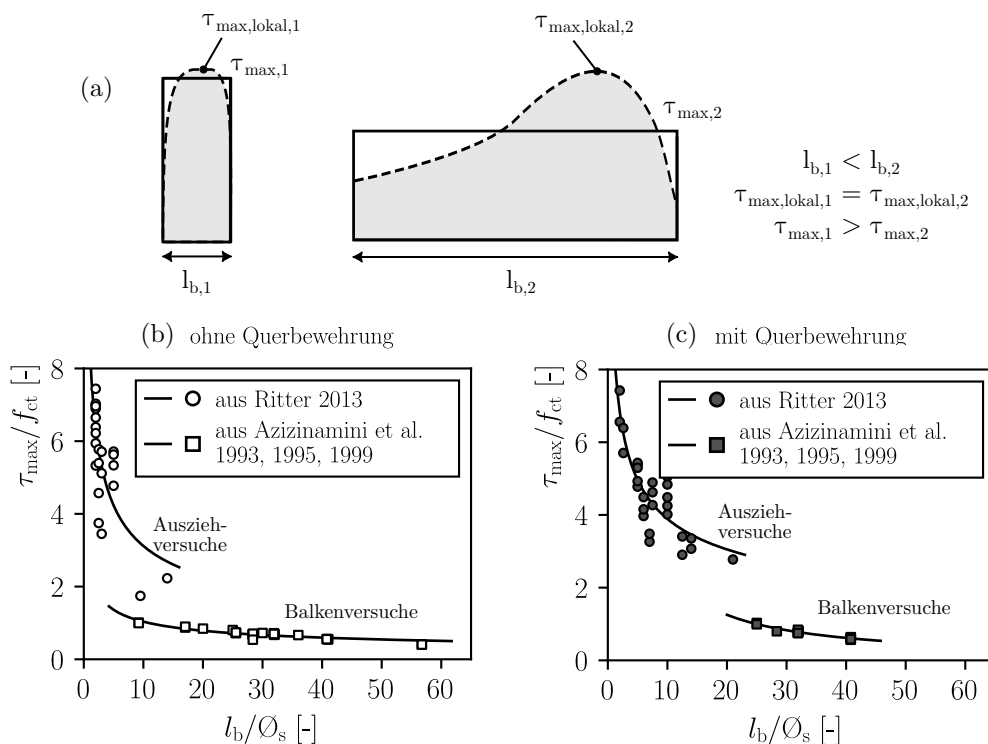 (a)
τmax,lokal,1
τmax,1
lb,1
τmax,lokal,2
τmax,2
lb,2
lb,1 < lb,2
τmax,lokal,1 = τmax,lokal,2
τmax,1 > τmax,2
(b) ohne Querbewehrung
τmax/fct [-]
8
6
4
2
0
aus Ritter 2013
aus Azizinamini et al.
1993, 1995, 1999
Auszieh-
versuche
Balkenversuche
0 10 20 30 40 50 60
lb/Øs [-]
(c) mit Querbewehrung
τmax/fct [-]
8
6
4
2
0
aus Ritter 2013
aus Azizinamini et al.
1993, 1995, 1999
Auszieh-
versuche
Balkenversuche
0 10 20 30 40 50 60
lb/Øs [-]